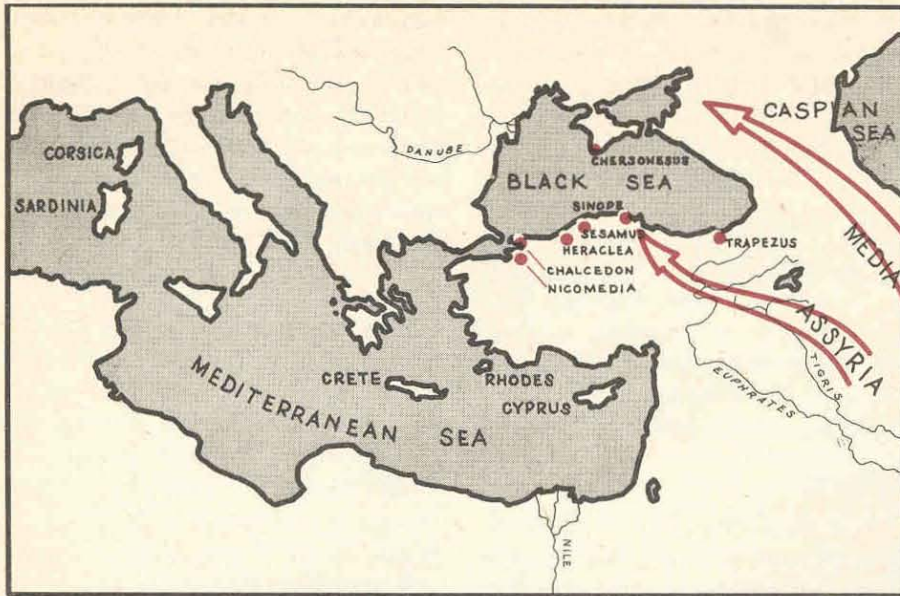 CORSICA
SARDINIA
DANUBE
CASPIAN
SEA
CHERSONESUS
BLACK SEA
SINOPE
SESAMUS
HERACLEA
CHALCEDON
NICOMEDIA
TRAPEZUS
MEDIA
ASSYRIA
TIGRIS
EUPHRATES
MEDITERRANEAN SEA
CRETE
RHODES
CYPRUS
NILE